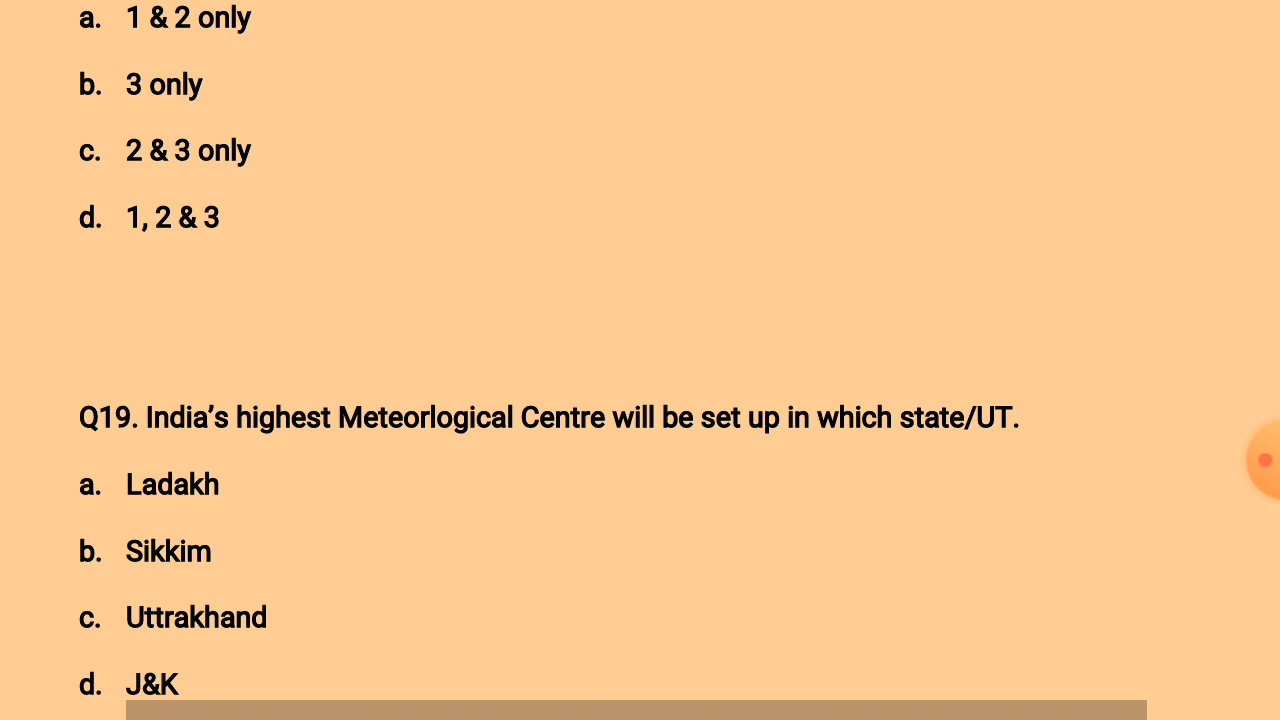 a. 1 & 2 only
b. 3 only
c. 2 & 3 only
d. 1, 2 & 3
Q19. India’s highest Meteorlogical Centre will be set up in which state/UT.
a. Ladakh
b. Sikkim
c. Uttrakhand
d. J&K